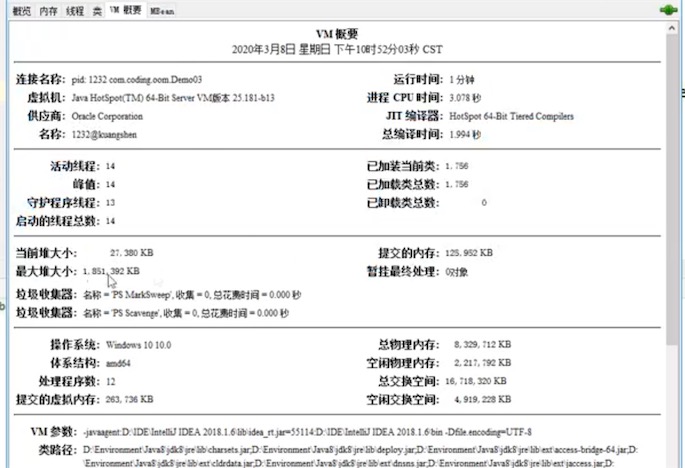 概览 内存 线程 类 VM 概要 MBean
VM 概要
2020年3月8日 星期日 下午10时52分03秒 CST
连接名称: pid: 1232 com.coding.oom.Demo03 运行时间: 1 分钟
虚拟机: Java HotSpot(TM) 64-Bit Server VM版本 25.181-b13 进程 CPU 时间: 3.078 秒
供应商: Oracle Corporation JIT 编译器: HotSpot 64-Bit Tiered Compilers
名称: 1232@kuangshen 总编译时间: 1.994 秒
活动线程: 14 已加装当前类: 1,756
峰值: 14 已加载类总数: 1,756
守护程序线程: 13 已卸载类总数: 0
启动的线程总数: 14
当前堆大小: 27,380 KB 提交的内存: 125,952 KB
最大堆大小: 1,851,392 KB 暂挂最终处理: 0对象
垃圾收集器: 名称 = 'PS MarkSweep', 收集 = 0, 总花费时间 = 0.000 秒
垃圾收集器: 名称 = 'PS Scavenge', 收集 = 0, 总花费时间 = 0.000 秒
操作系统: Windows 10 10.0 总物理内存: 8,329,712 KB
体系结构: amd64 空闲物理内存: 2,217,792 KB
处理程序数: 12 总交换空间: 16,718,320 KB
提交的虚拟内存: 263,736 KB 空闲交换空间: 4,919,228 KB
VM 参数: -javaagent:D:\IDE\IntelliJ IDEA 2018.1.6\lib\idea_rt.jar=55114:D:\IDE\IntelliJ IDEA 2018.1.6\bin -Dfile.encoding=UTF-8
类路径: D:\Environment\Java8\jdk8\jre\lib\charsets.jar;D:\Environment\Java8\jdk8\jre\lib\deploy.jar;D:\Environment\Java8\jdk8\jre\lib\ext\access-bridge-64.jar;
D:\Environment\Java8\jdk8\jre\lib\ext\cldrdata.jar;D:\Environment\Java8\jdk8\jre\lib\ext\dnsns.jar;D:\Environment\Java8\jdk8\jre\lib\ext\jaccess.jar;D: